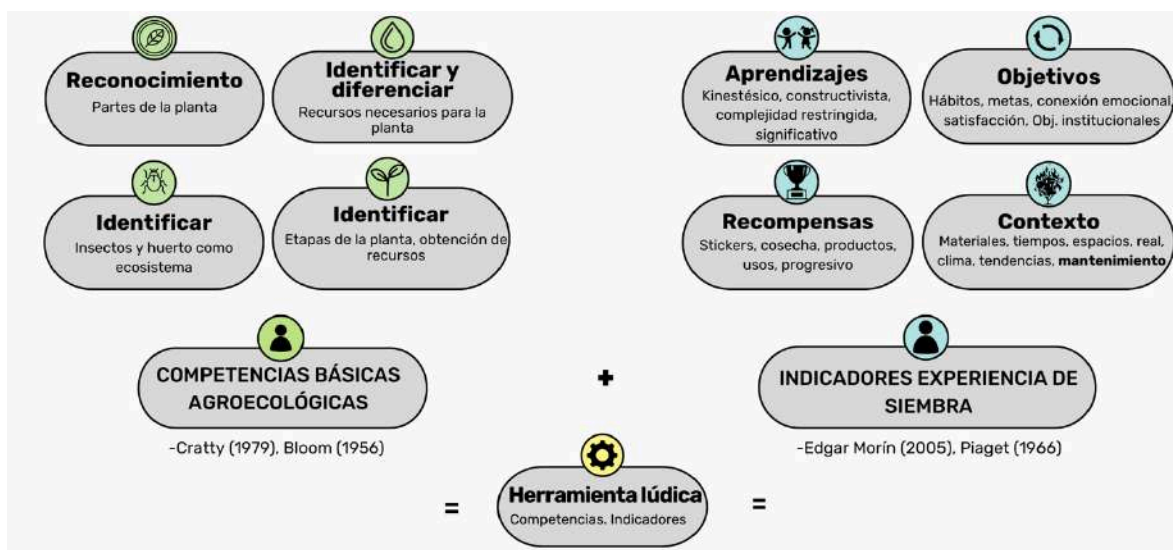 Reconocimiento
Partes de la planta
Identificar y
diferenciar
Recursos necesarios para la
planta
Identificar
Insectos y huerto como
ecosistema
Identificar
Etapas de la planta, obtención de
recursos
Aprendizajes
Kinestésico, constructivista,
complejidad restringida,
significativo
Objetivos
Hábitos, metas, conexión emocional,
satisfacción, Obj. institucionales
Recompensas
Stickers, cosecha, productos,
usos, progresivo
Contexto
Materiales, tiempos, espacios, real,
clima, tendencias, mantenimiento
COMPETENCIAS BÁSICAS
AGROECOLÓGICAS
-Cratty (1979), Bloom (1956)
+
INDICADORES EXPERIENCIA DE
SIEMBRA
-Edgar Morín (2005), Piaget (1966)
=
Herramienta lúdica
Competencias, Indicadores
=